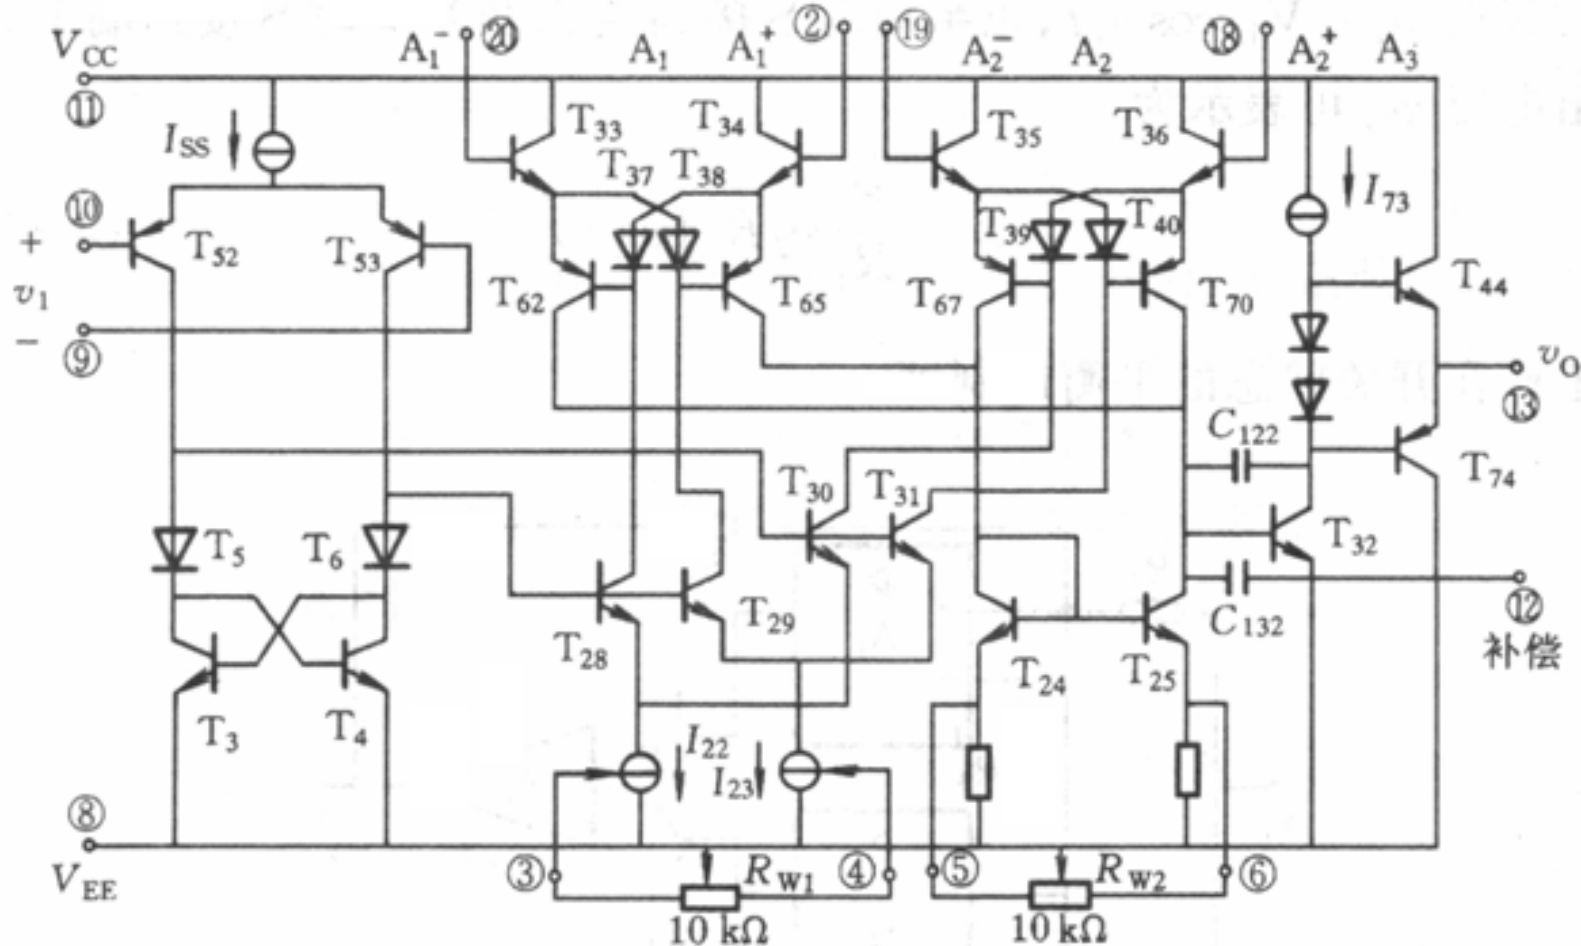 V_CC A₁⁻ ⑳ A₁ A₁⁺ ② ⑲ A₂⁻ A₂ ⑱ A₂⁺ A₃
⑪ I_SS T₃₃ T₃₇ T₃₈ T₃₄ T₃₅ T₃₆ I₇₃
⑩ + T₅₂ T₅₃ T₃₉ T₄₀
v₁ T₆₂ T₆₅ T₆₇ T₇₀ T₄₄
− ⑨ v_O
⑬
C₁₂₂
T₃₀ T₃₁ T₇₄
T₅ T₆ T₃₂
T₂₈ T₂₉ C₁₃₂ ⑫
补偿
T₃ T₄ T₂₄ T₂₅
I₂₂ I₂₃
⑧
V_EE ③ R_W1 ④ ⑤ R_W2 ⑥
10 kΩ 10 kΩ